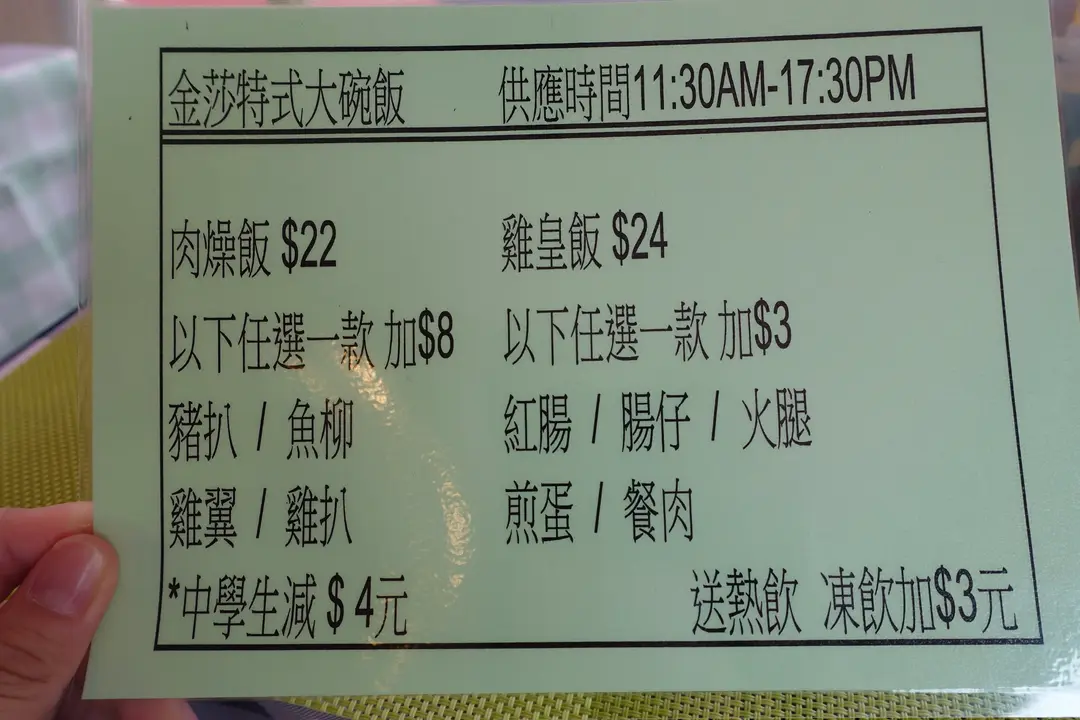 金莎特式大碗飯 供應時間11:30AM-17:30PM
肉燥飯 $22 雞皇飯 $24
以下任選一款 加$8 以下任選一款 加$3
豬扒 / 魚柳 紅腸 / 腸仔 / 火腿
雞翼 / 雞扒 煎蛋 / 餐肉
*中學生減 $ 4元 送熱飲 凍飲加$3元